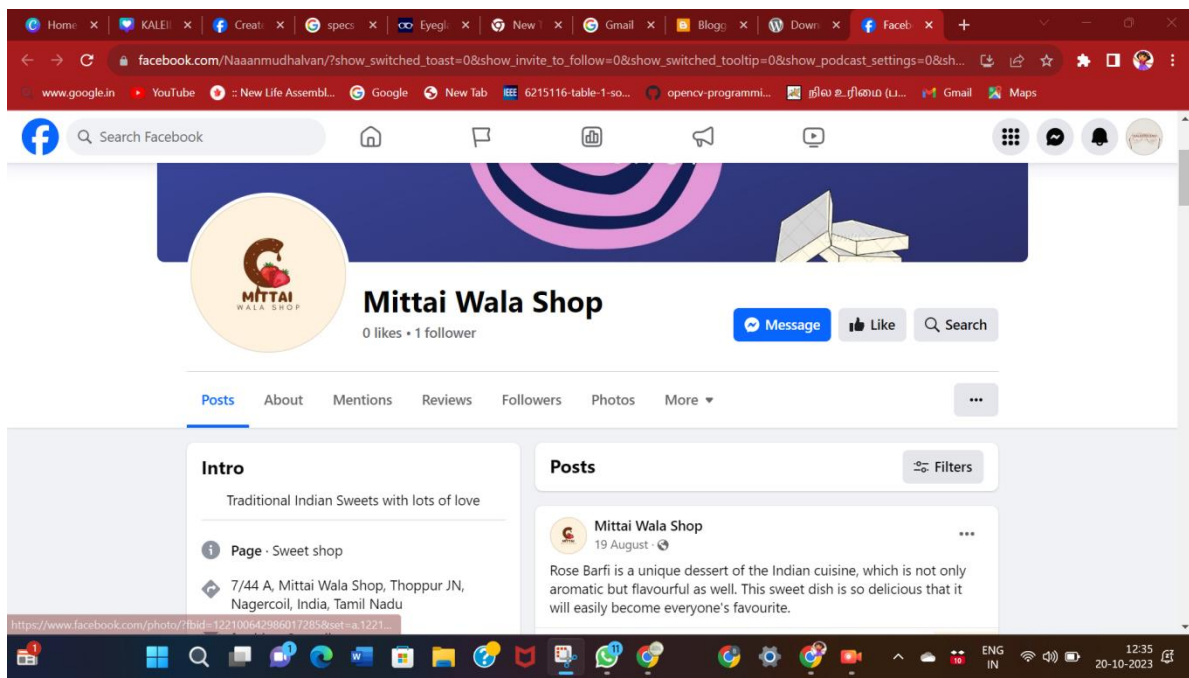 Home
KALEII
Create
specs
Eyegla
New T
Gmail
Blogg
Down
Faceb
facebook.com/Naaanmudhalvan/?show_switched_toast=0&show_invite_to_follow=0&show_switched_tooltip=0&show_podcast_settings=0&sh...
www.google.in
YouTube
:: New Life Assembl...
Google
New Tab
6215116-table-1-so...
opencv-programmi...
நில உரிமை (ப...
Gmail
Maps
Search Facebook
MITTAI
WALA SHOP
Mittai Wala Shop
0 likes • 1 follower
Message
Like
Search
Posts
About
Mentions
Reviews
Followers
Photos
More
Intro
Traditional Indian Sweets with lots of love
Page · Sweet shop
7/44 A, Mittai Wala Shop, Thoppur JN,
Nagercoil, India, Tamil Nadu
Posts
Filters
Mittai Wala Shop
19 August ·
Rose Barfi is a unique dessert of the Indian cuisine, which is not only
aromatic but flavourful as well. This sweet dish is so delicious that it
will easily become everyone's favourite.
https://www.facebook.com/photo/?fbid=122100642986017285&set=a.1221...
ENG
IN
12:35
20-10-2023